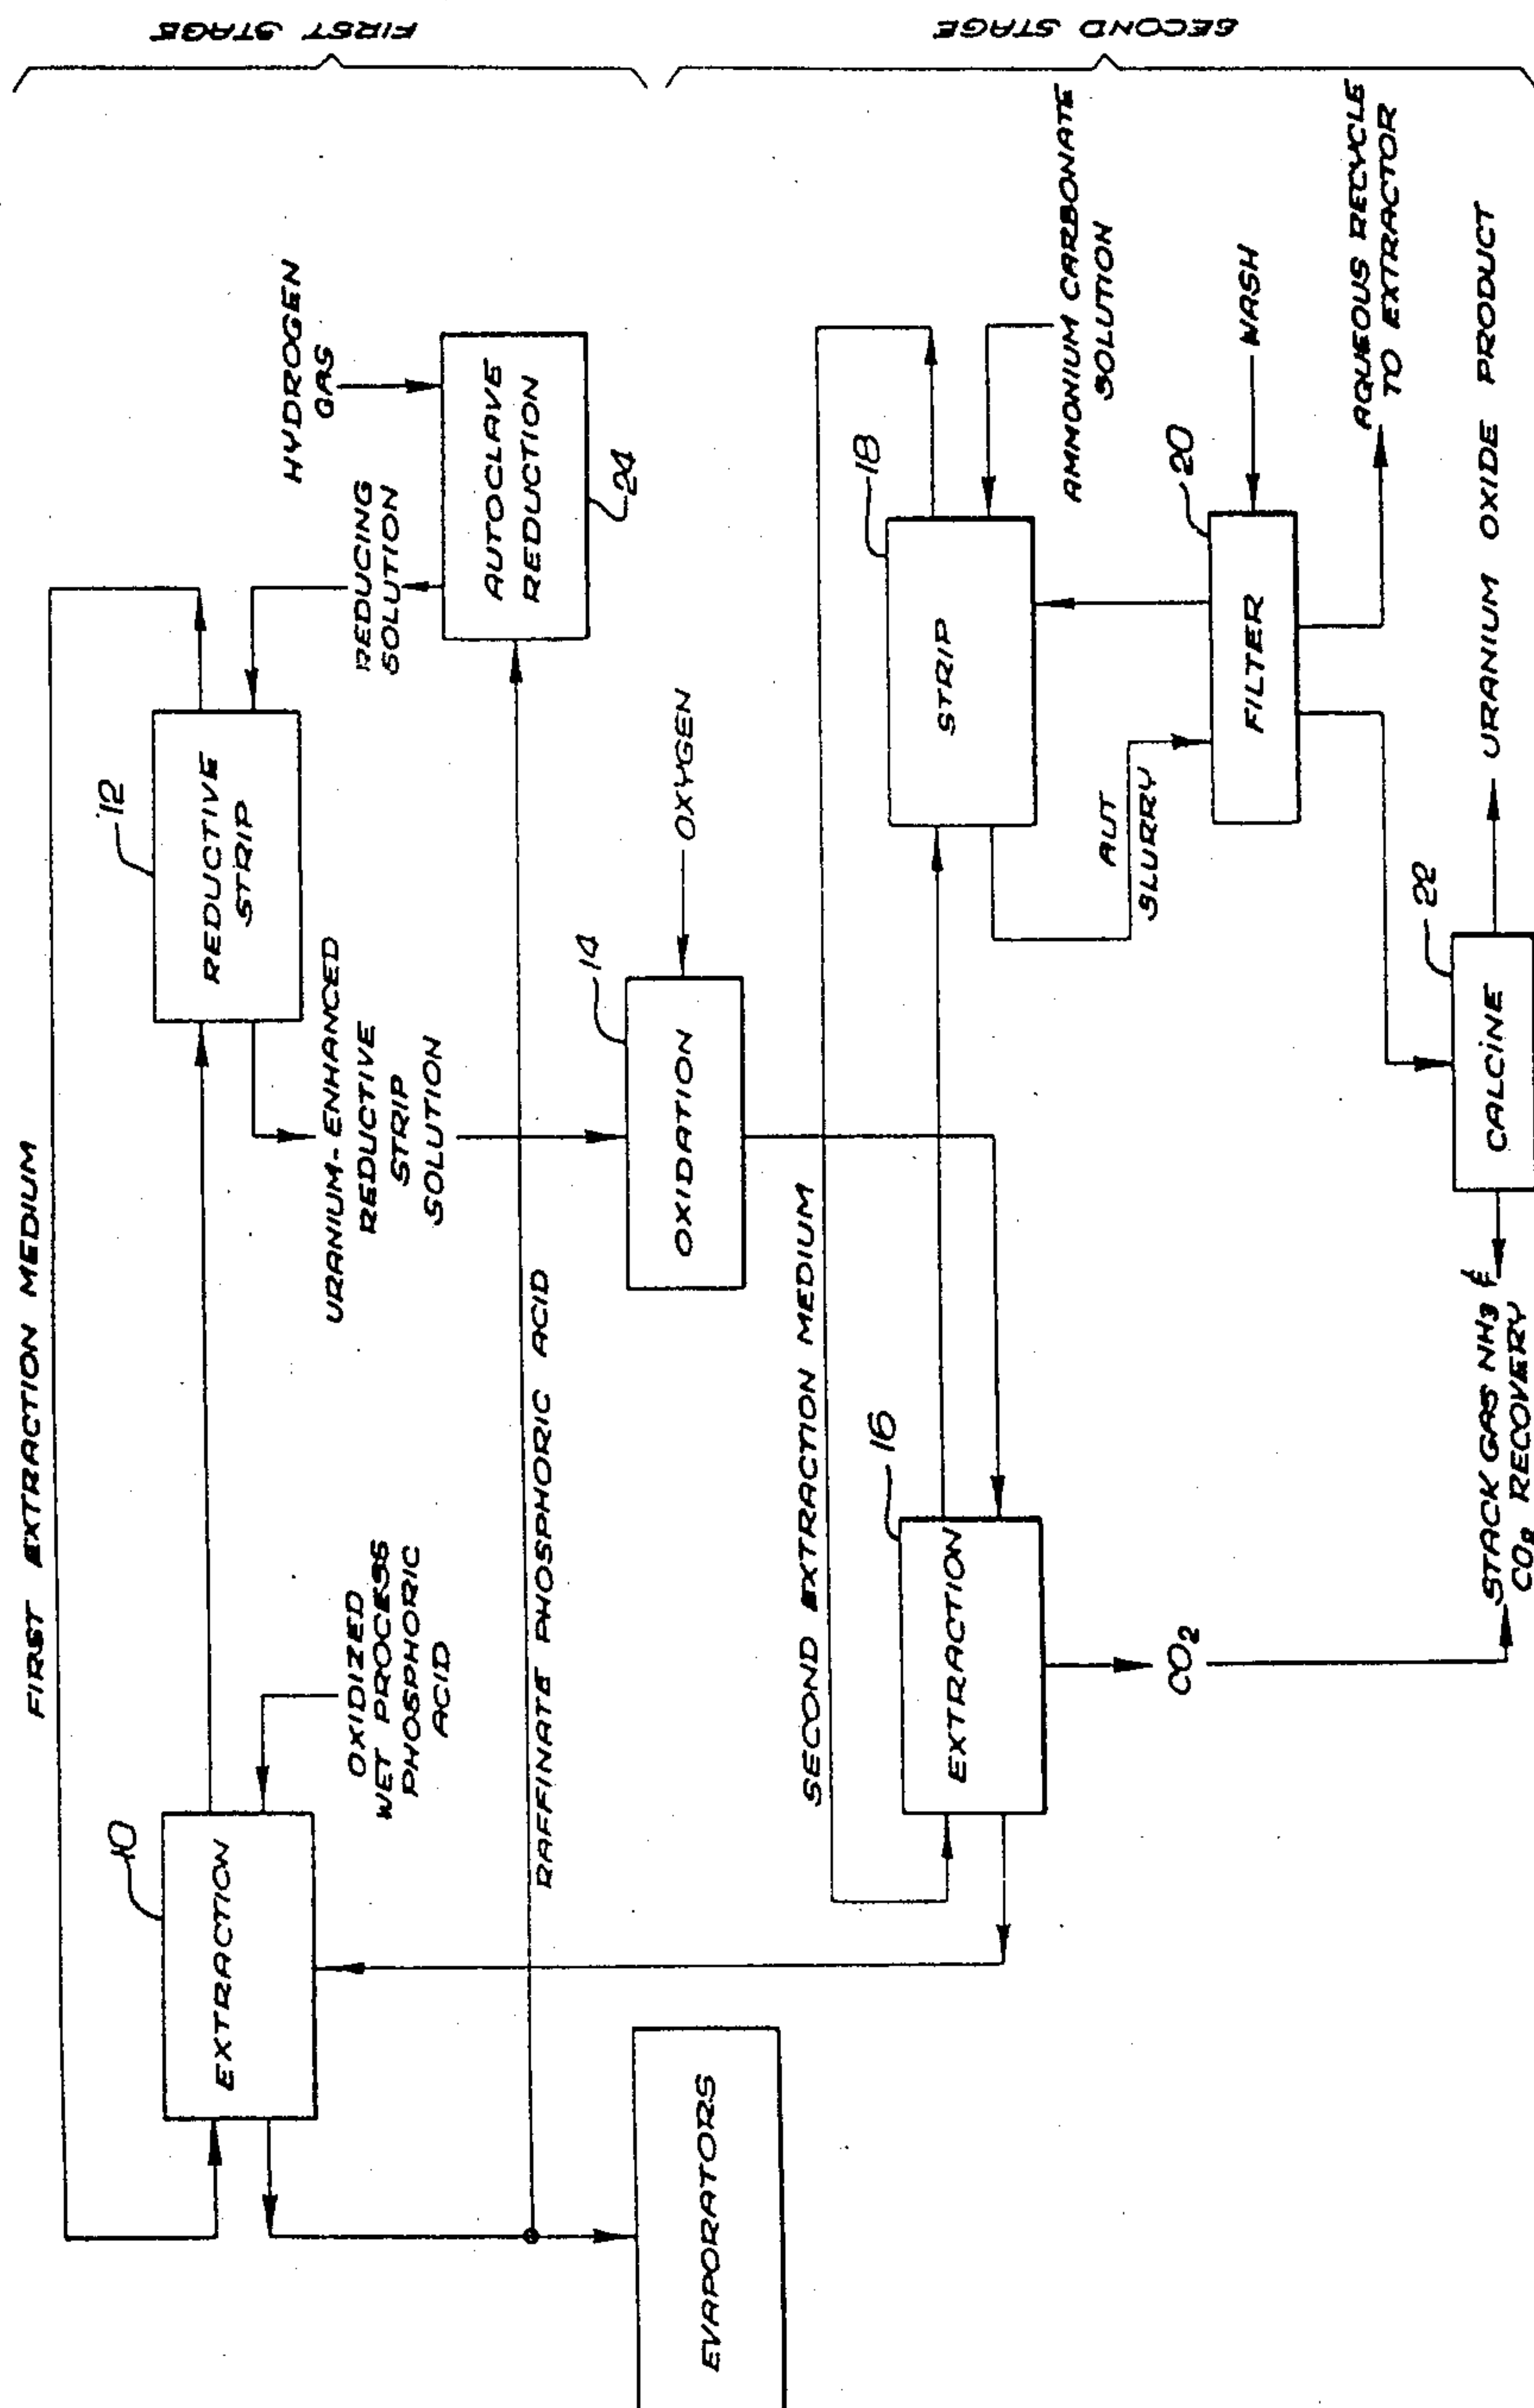 FIRST STAGE
SECOND STAGE
FIRST EXTRACTION MEDIUM
10
EXTRACTION
OXIDIZED
WET PROCESS
PHOSPHORIC
ACID
12
REDUCTIVE
STRIP
URANIUM-ENHANCED
REDUCTIVE
STRIP
SOLUTION
HYDROGEN
GAS
REDUCING
SOLUTION
AUTOCLAVE
REDUCTION
24
RAFFINATE PHOSPHORIC ACID
EVAPORATORS
14
OXIDATION
OXYGEN
SECOND EXTRACTION MEDIUM
16
EXTRACTION
CO2
18
STRIP
AMMONIUM CARBONATE
SOLUTION
AUT
SLURRY
20
FILTER
WASH
AQUEOUS RECYCLE
TO EXTRACTOR
22
CALCINE
URANIUM OXIDE PRODUCT
STACK GAS NH3 &
CO2 RECOVERY